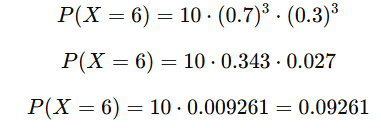 P(X = 6) = 10 · (0.7)³ · (0.3)³
P(X = 6) = 10 · 0.343 · 0.027
P(X = 6) = 10 · 0.009261 = 0.09261